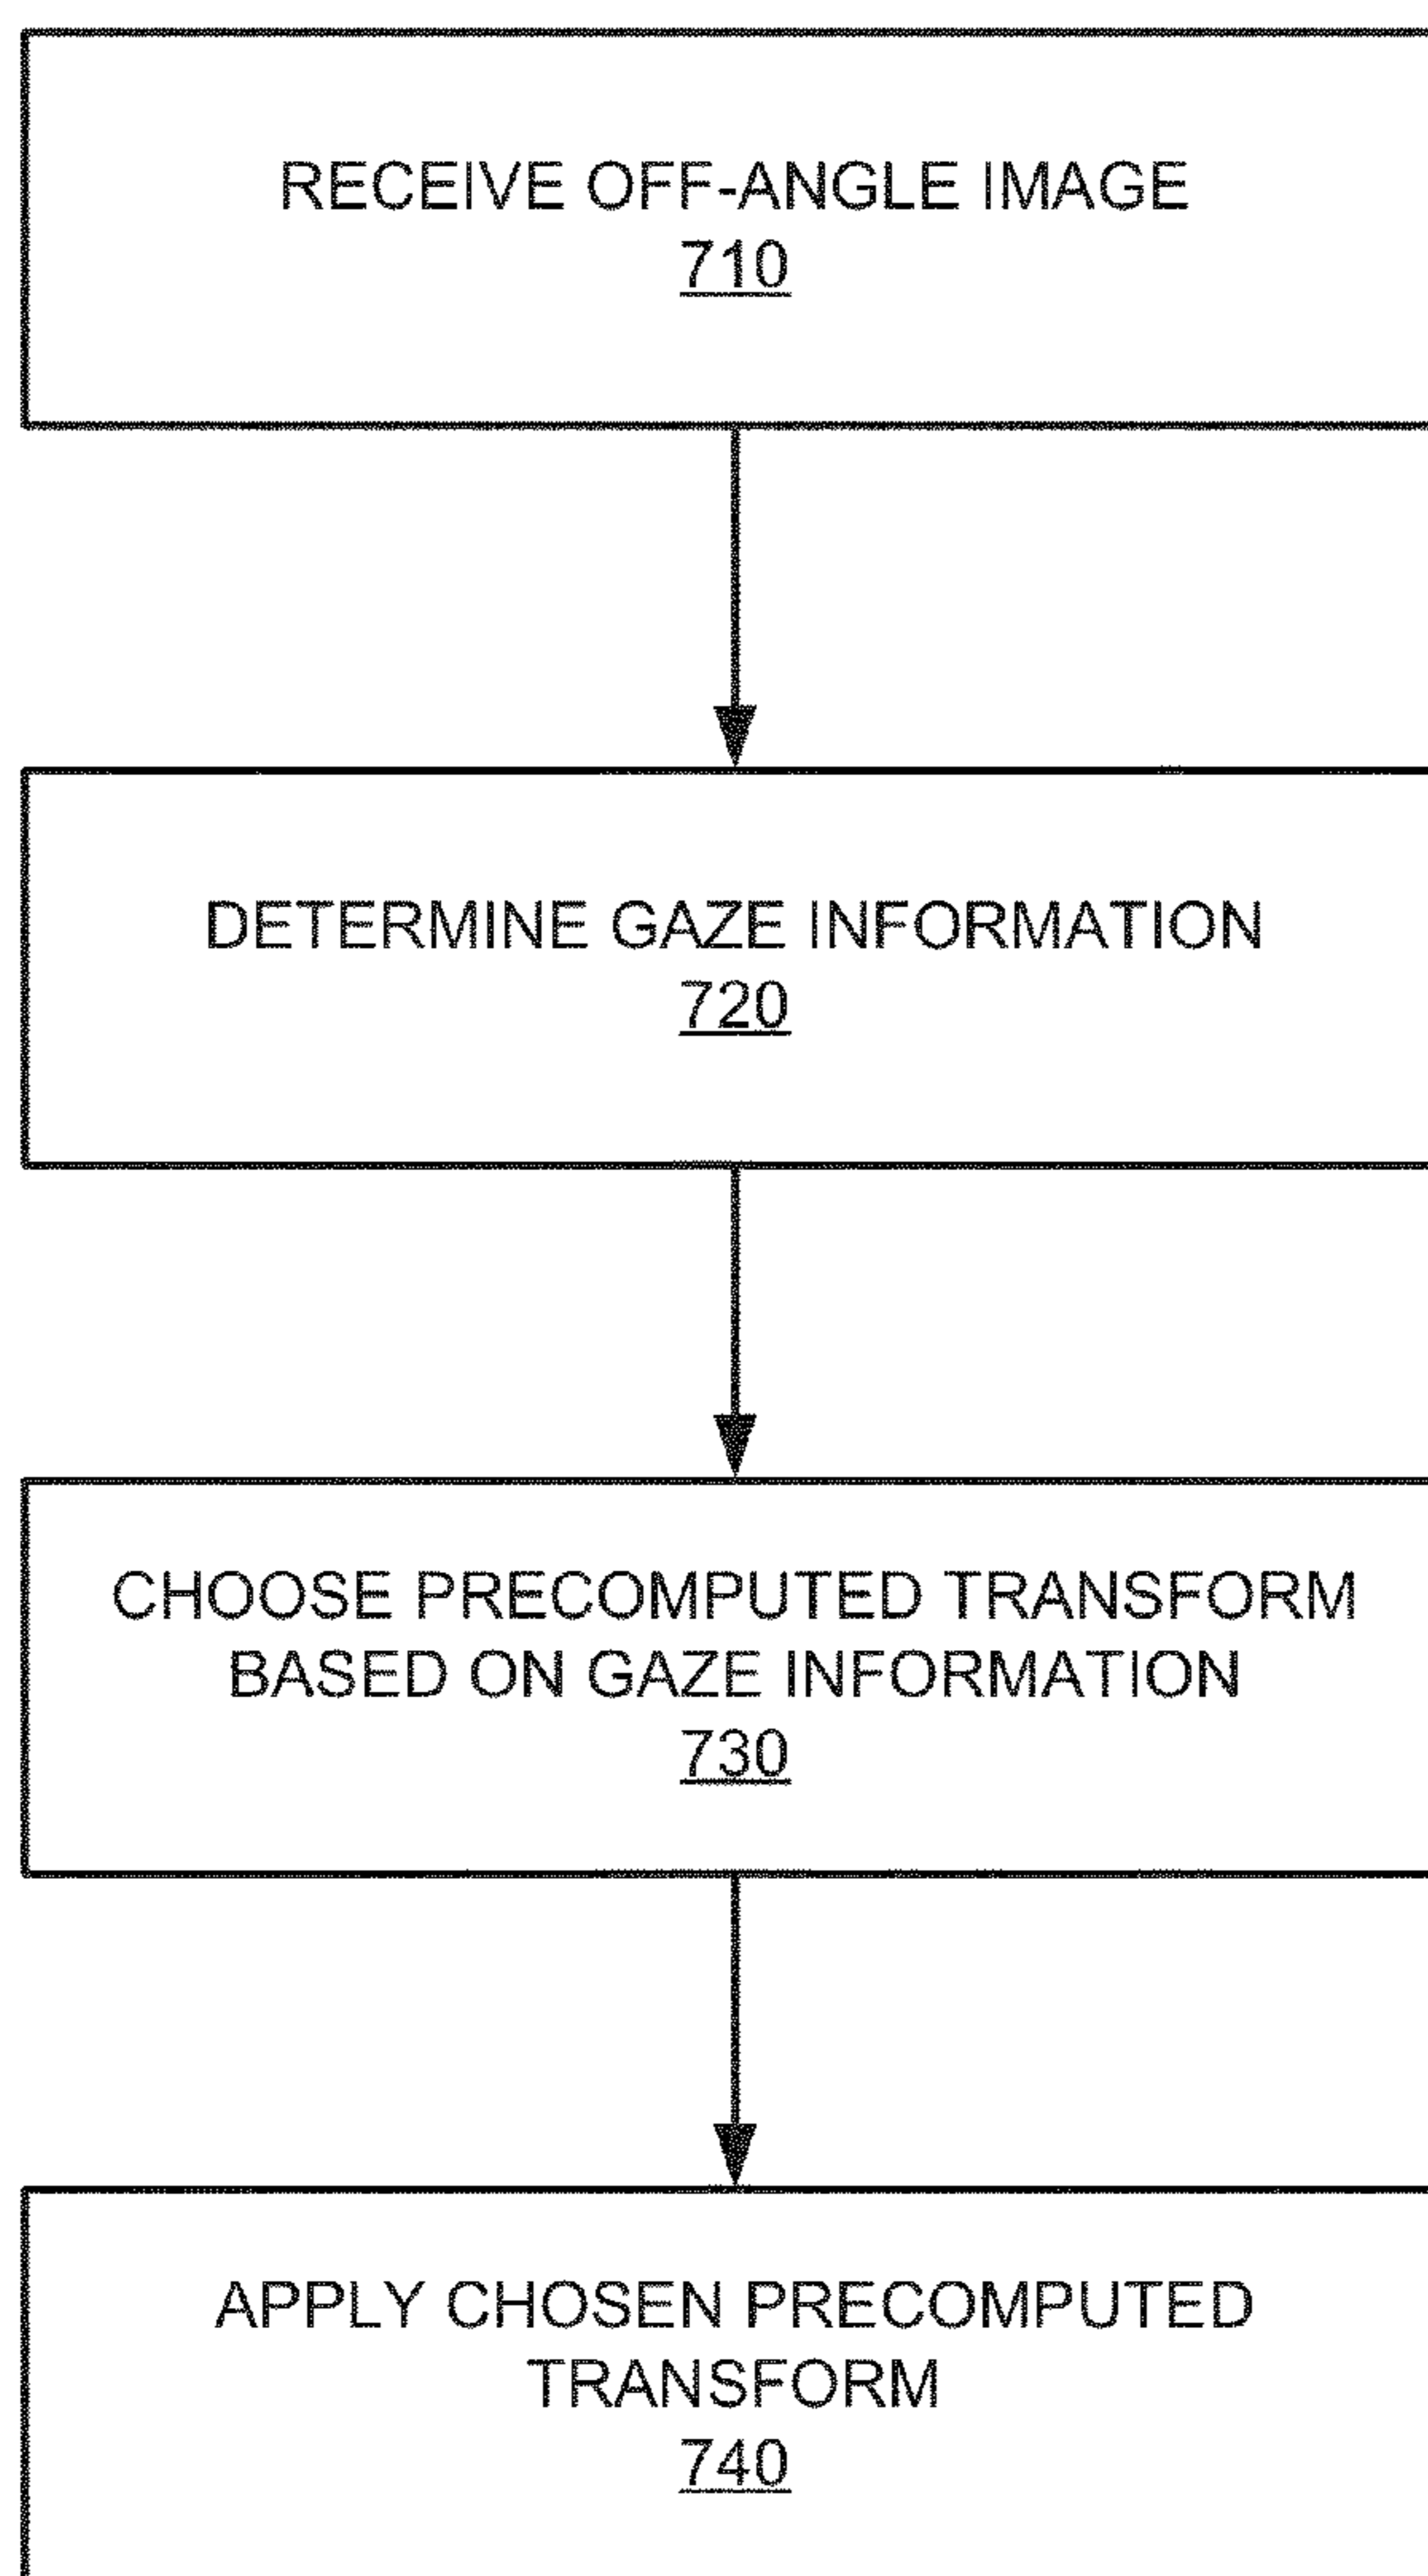 RECEIVE OFF-ANGLE IMAGE
710
DETERMINE GAZE INFORMATION
720
CHOOSE PRECOMPUTED TRANSFORM
BASED ON GAZE INFORMATION
730
APPLY CHOSEN PRECOMPUTED
TRANSFORM
740